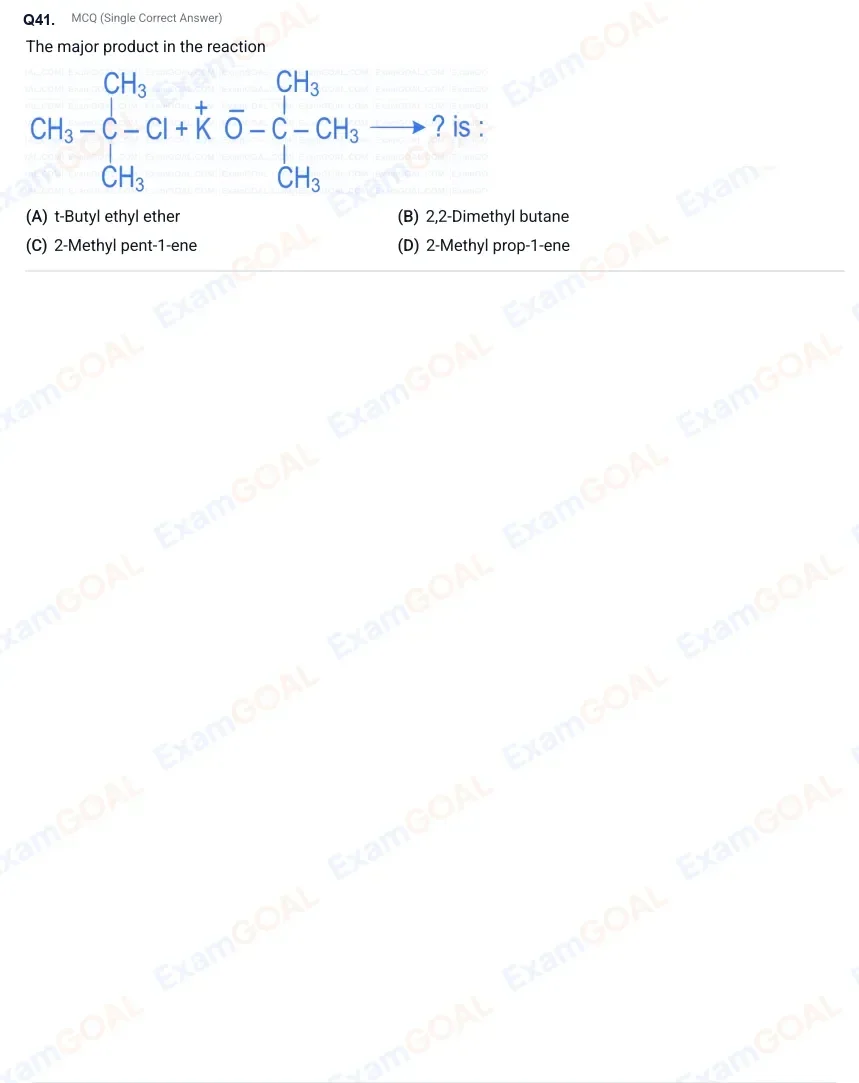 Q41. MCQ (Single Correct Answer)
The major product in the reaction
CH3 CH3
CH3 – C – Cl + K+ O– – C – CH3 ⟶ ? is :
CH3 CH3
(A) t-Butyl ethyl ether (B) 2,2-Dimethyl butane
(C) 2-Methyl pent-1-ene (D) 2-Methyl prop-1-ene
ExamGOAL